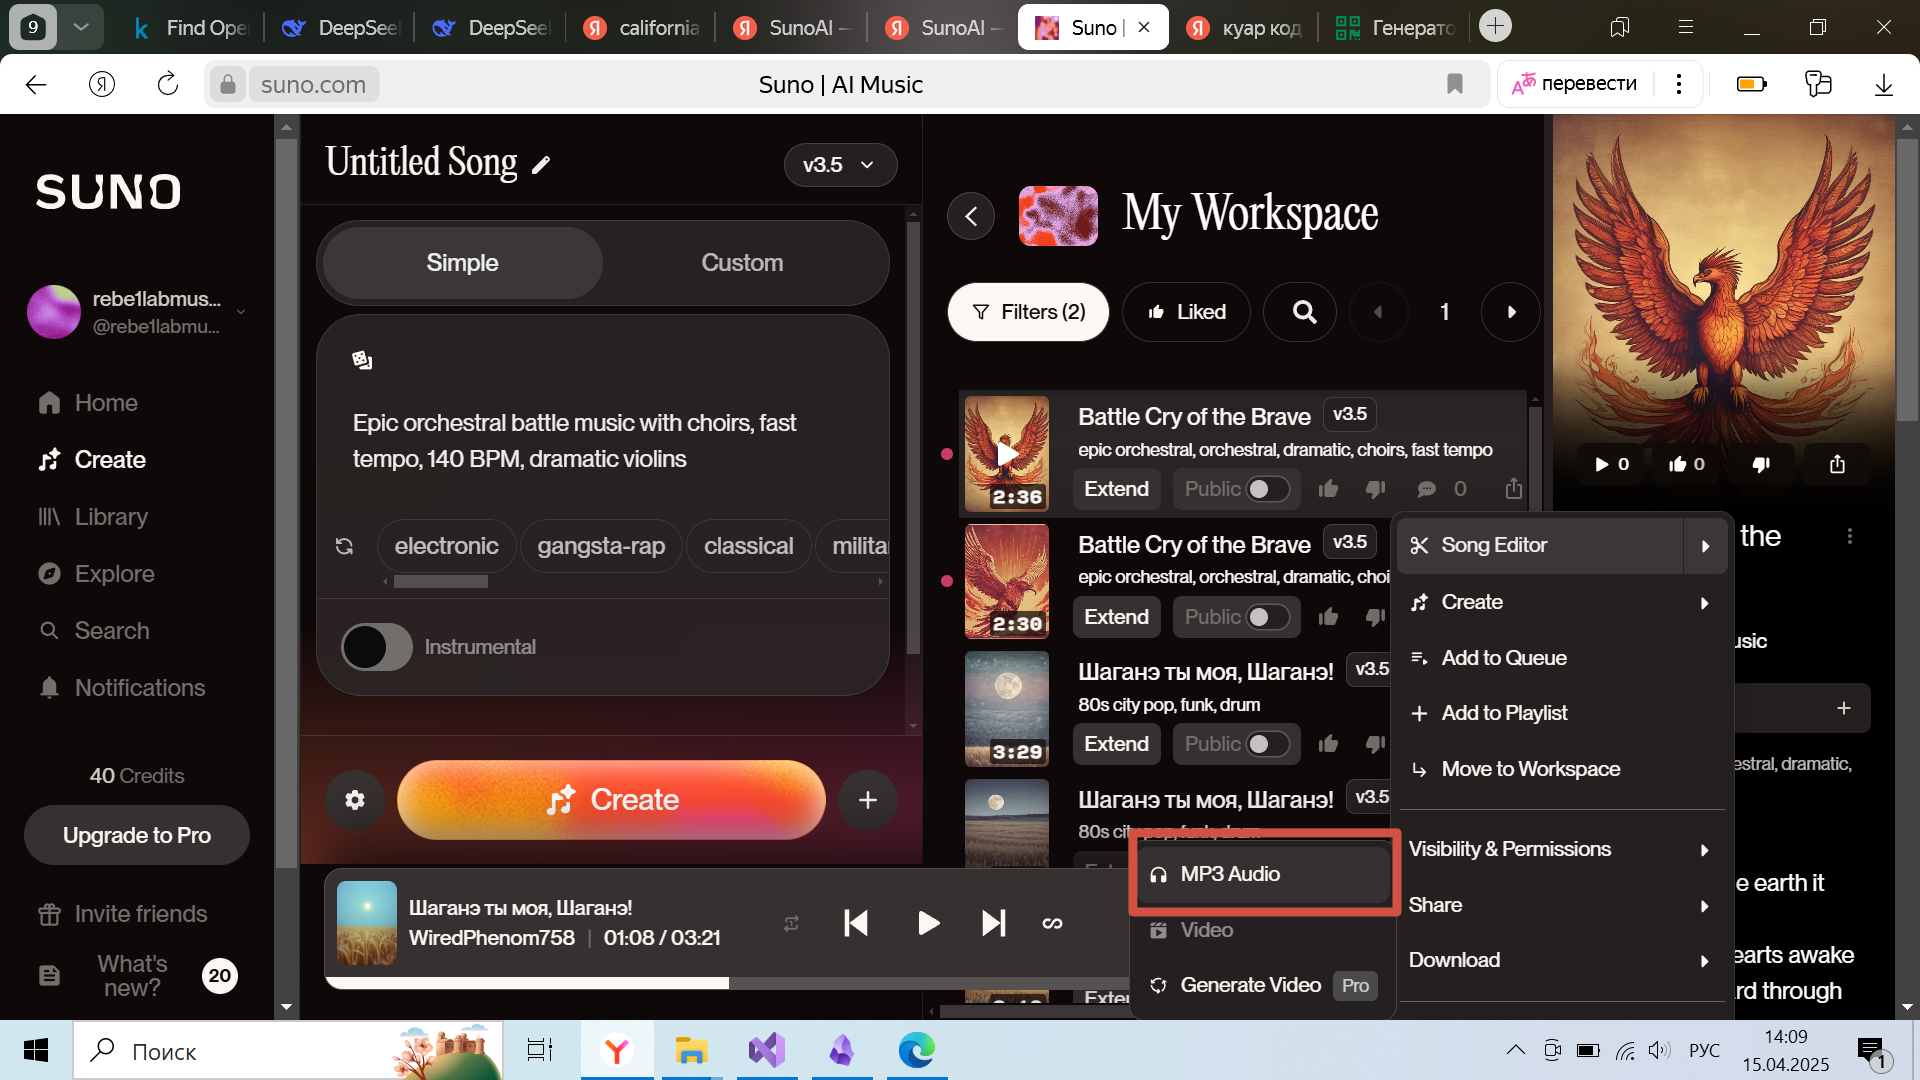 9
Find Ope
DeepSeel
DeepSeel
california
SunoAI —
SunoAI —
Suno |
куар код
Генерато
suno.com
Suno | AI Music
перевести
SUNO
rebe1labmus...
@rebe1labmu...
Home
Create
Library
Explore
Search
Notifications
40 Credits
Upgrade to Pro
Invite friends
What's
new?
20
Untitled Song
v3.5
Simple
Custom
Epic orchestral battle music with choirs, fast
tempo, 140 BPM, dramatic violins
electronic
gangsta-rap
classical
milita
Instrumental
Create
My Workspace
Filters (2)
Liked
1
Battle Cry of the Brave
v3.5
epic orchestral, orchestral, dramatic, choirs, fast tempo
2:36
Extend
Public
0
Battle Cry of the Brave
v3.5
epic orchestral, orchestral, dramatic, choi
2:30
Extend
Public
Шаганэ ты моя, Шаганэ!
v3.5
80s city pop, funk, drum
3:29
Extend
Public
Шаганэ ты моя, Шаганэ!
v3.5
80s city pop, funk, drum
Exter
Song Editor
Create
Add to Queue
Add to Playlist
Move to Workspace
Visibility & Permissions
Share
Download
MP3 Audio
Video
Generate Video
Pro
0
0
the
usic
estral, dramatic,
e earth it
earts awake
rd through
Шаганэ ты моя, Шаганэ!
WiredPhenom758 | 01:08 / 03:21
Поиск
РУС
14:09
15.04.2025
1